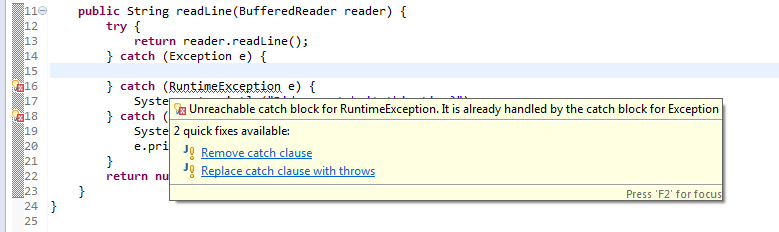 11 public String readLine(BufferedReader reader) {
12 try {
13 return reader.readLine();
14 } catch (Exception e) {
15
16 } catch (RuntimeException e) {
17 System
Unreachable catch block for RuntimeException. It is already handled by the catch block for Exception
18 } catch (
2 quick fixes available:
19 System
20 e.pri
Remove catch clause
21 }
Replace catch clause with throws
22 return nu
23 }
Press 'F2' for focus
24 }
25